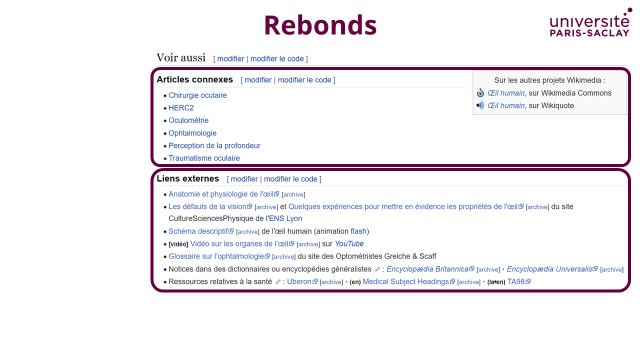 Rebonds
université
PARIS-SACLAY
Voir aussi [ modifier | modifier le code ]
Articles connexes [ modifier | modifier le code ]
Chirurgie oculaire
HERC2
Oculométrie
Ophtalmologie
Perception de la profondeur
Traumatisme oculaire
Sur les autres projets Wikimedia :
Œil humain, sur Wikimedia Commons
Œil humain, sur Wikiquote
Liens externes [ modifier | modifier le code ]
Anatomie et physiologie de l'œil [archive]
Les défauts de la vision [archive] et Quelques expériences pour mettre en évidence les propriétés de l'œil [archive] du site
CultureSciencesPhysique de l'ENS Lyon
Schéma descriptif [archive] de l'œil humain (animation flash)
[vidéo] Vidéo sur les organes de l'œil [archive] sur YouTube
Glossaire sur l'ophtalmologie [archive] du site des Optométristes Greiche & Scaff
Notices dans des dictionnaires ou encyclopédies généralistes : Encyclopædia Britannica [archive] · Encyclopædia Universalis [archive]
Ressources relatives à la santé : Uberon [archive] · (en) Medical Subject Headings [archive] · (la+en) TA98